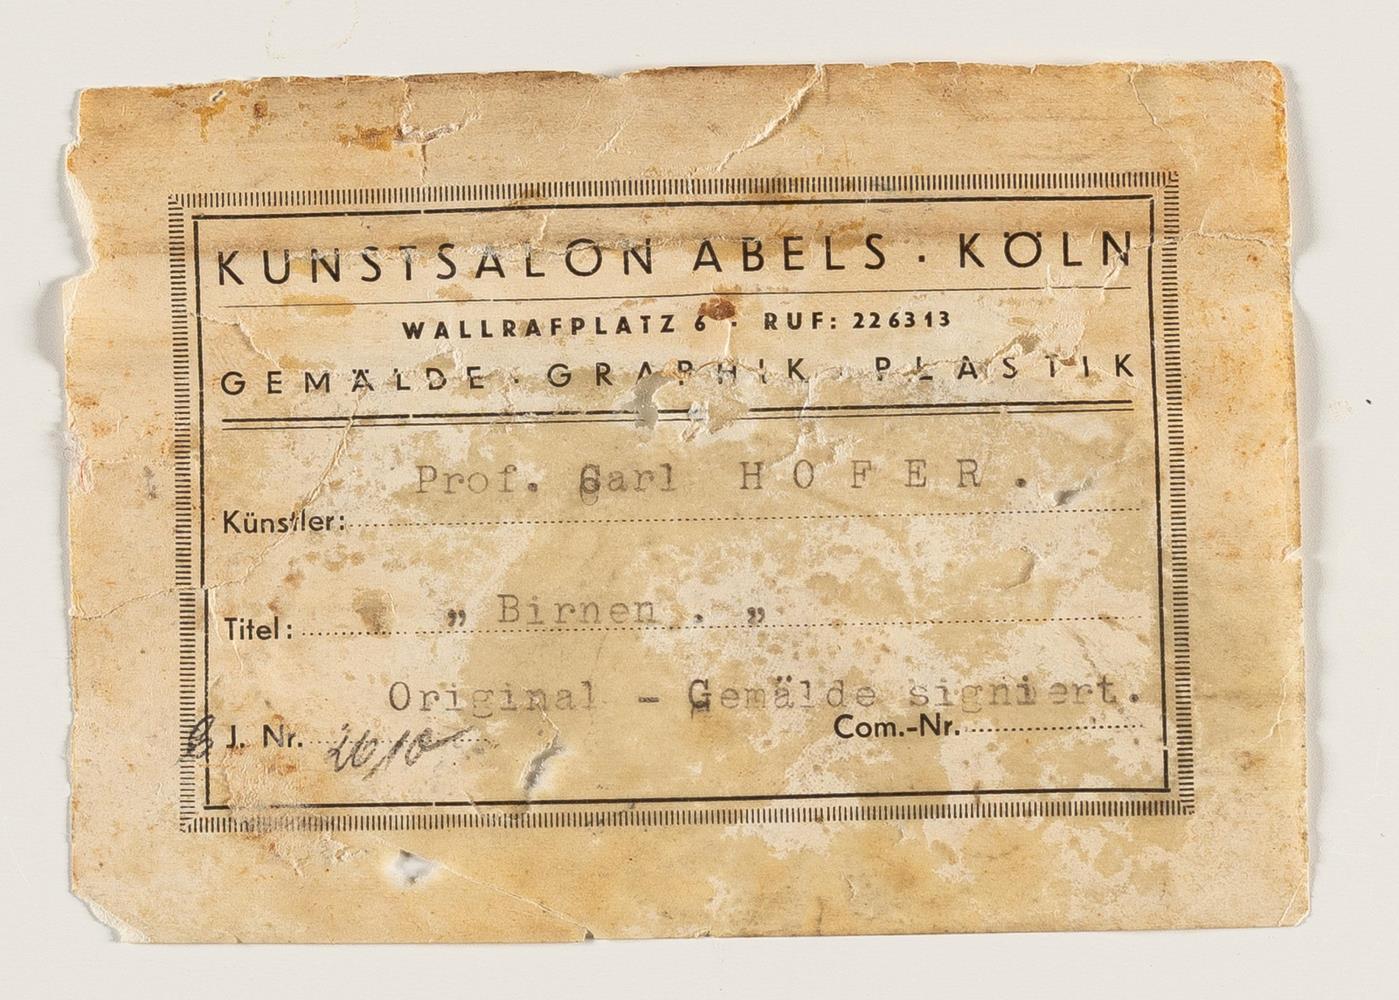 KUNSTSALON ABELS · KÖLN
WALLRAFPLATZ 6 · RUF: 226313
GEMÄLDE · GRAPHIK · PLASTIK
Prof. Carl HOFER.
Künstler:
„ Birnen . „
Titel:
Original - Gemälde signiert.
J. Nr. 2610
Com.-Nr.